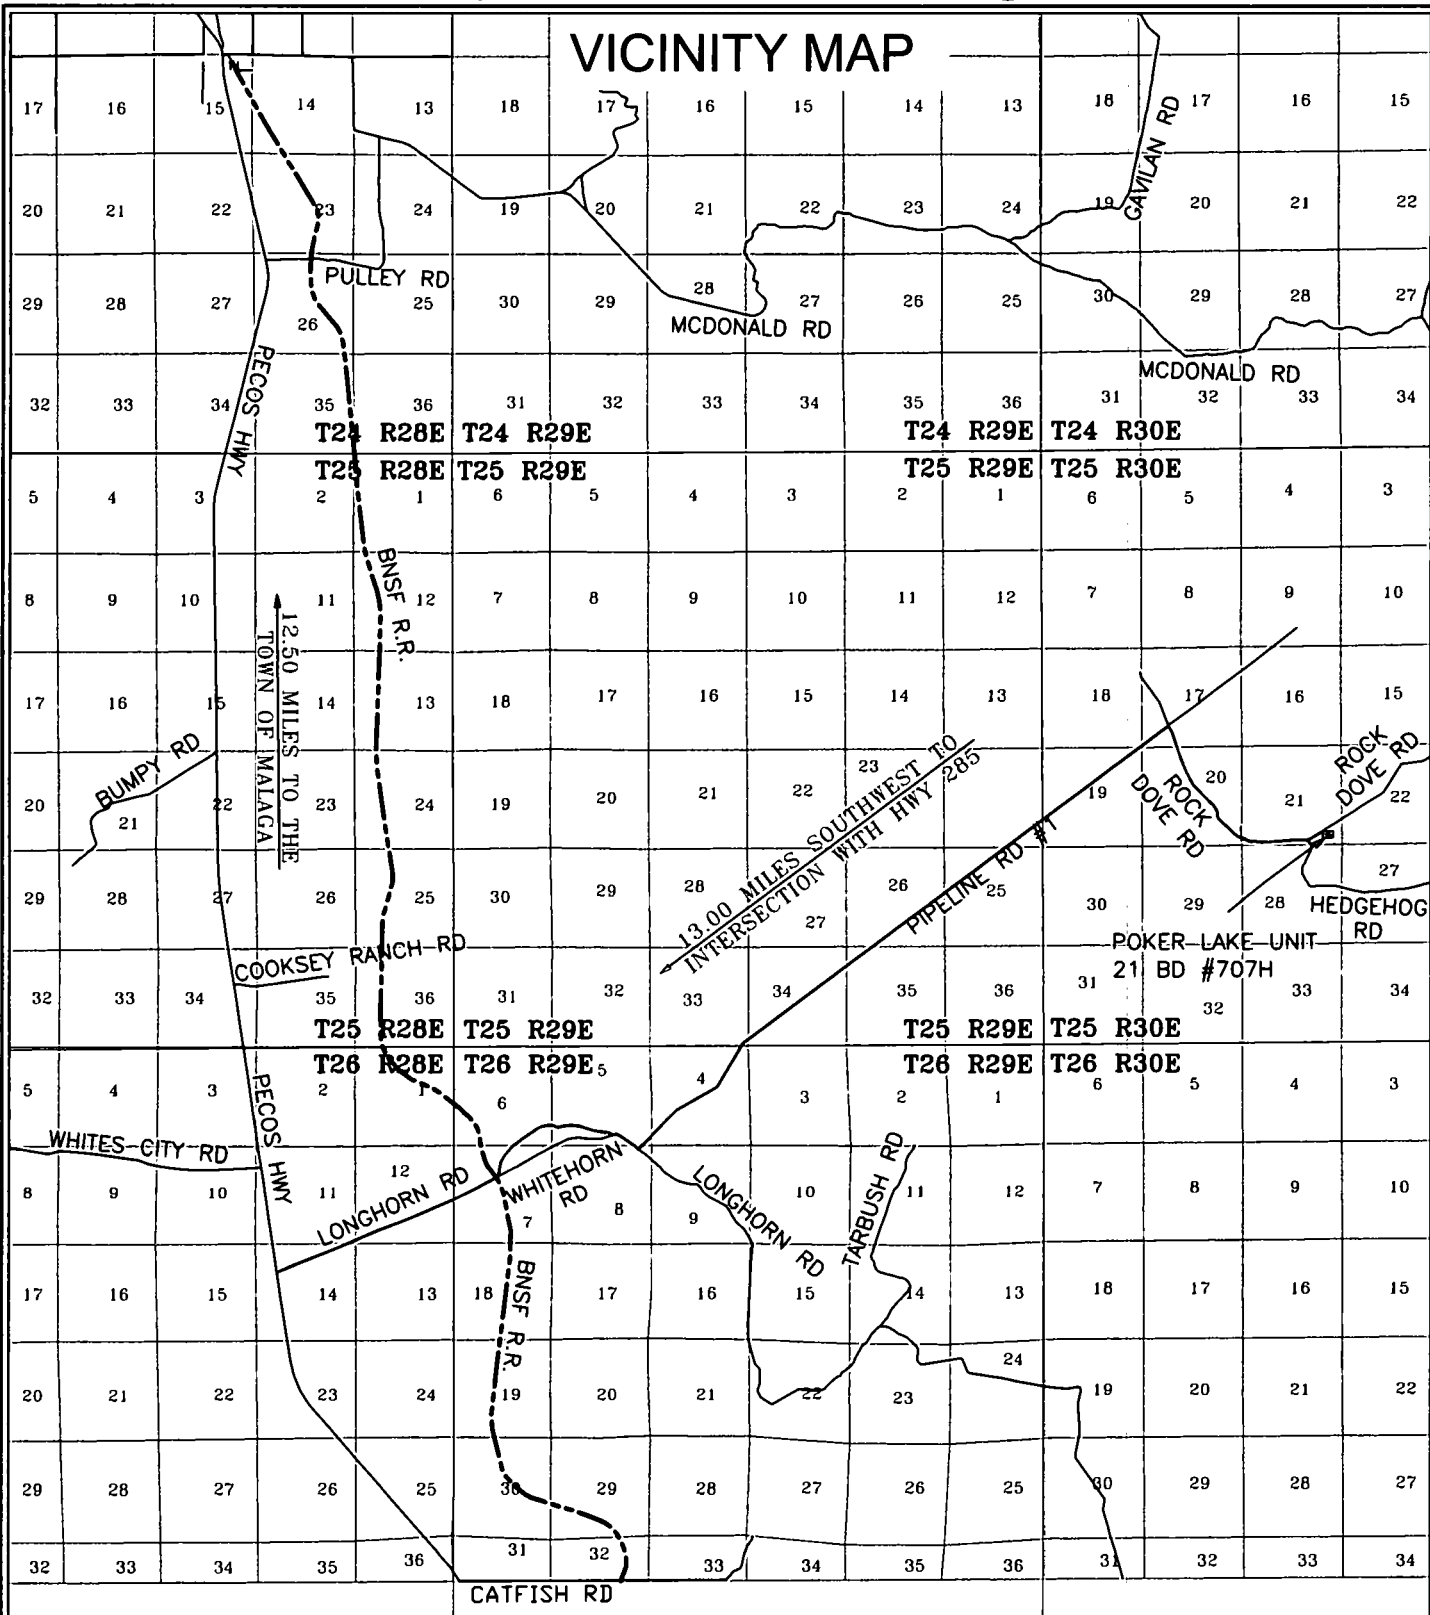 VICINITY MAP
17 16 15 14 13 18 17 16 15 14 13 18 17 16 15
GAVILAN RD
20 21 22 23 24 19 20 21 22 23 24 19 20 21 22
PULLEY RD
29 28 27 26 25 30 29 28 27 26 25 30 29 28 27
MCDONALD RD
MCDONALD RD
PECOS HWY
32 33 34 35 36 31 32 33 34 35 36 31 32 33 34
T24 R28E T24 R29E T24 R29E T24 R30E
T25 R28E T25 R29E T25 R29E T25 R30E
5 4 3 2 1 6 5 4 3 2 1 6 5 4 3
BNSF R.R.
8 9 10 11 12 7 8 9 10 11 12 7 8 9 10
12.50 MILES TO THE
TOWN OF MALAGA
17 16 15 14 13 18 17 16 15 14 13 18 17 16 15
BUMPY RD
13.00 MILES SOUTHWEST TO
INTERSECTION WITH HWY 285
ROCK
DOVE RD
ROCK
DOVE RD
20 21 22 23 24 19 20 21 22 23 19 20 21 22
PIPELINE RD #1
29 28 27 26 25 30 29 28 27 26 25 30 29 28 27
HEDGEHOG
RD
COOKSEY RANCH RD
POKER LAKE UNIT
21 BD #707H
32 33 34 35 36 31 32 33 34 35 36 31 32 33 34
T25 R28E T25 R29E T25 R29E T25 R30E
T26 R28E T26 R29E T26 R29E T26 R30E
5 4 3 2 1 6 5 4 3 2 1 6 5 4 3
PECOS HWY
WHITES CITY RD
LONGHORN RD
WHITEHORN
RD
LONGHORN RD
TARBUSH RD
8 9 10 11 12 7 8 9 10 11 12 7 8 9 10
BNSF R.R.
17 16 15 14 13 18 17 16 15 14 13 18 17 16 15
20 21 22 23 24 19 20 21 22 23 24 19 20 21 22
29 28 27 26 25 30 29 28 27 26 25 30 29 28 27
32 33 34 35 36 31 32 33 34 35 36 31 32 33 34
CATFISH RD